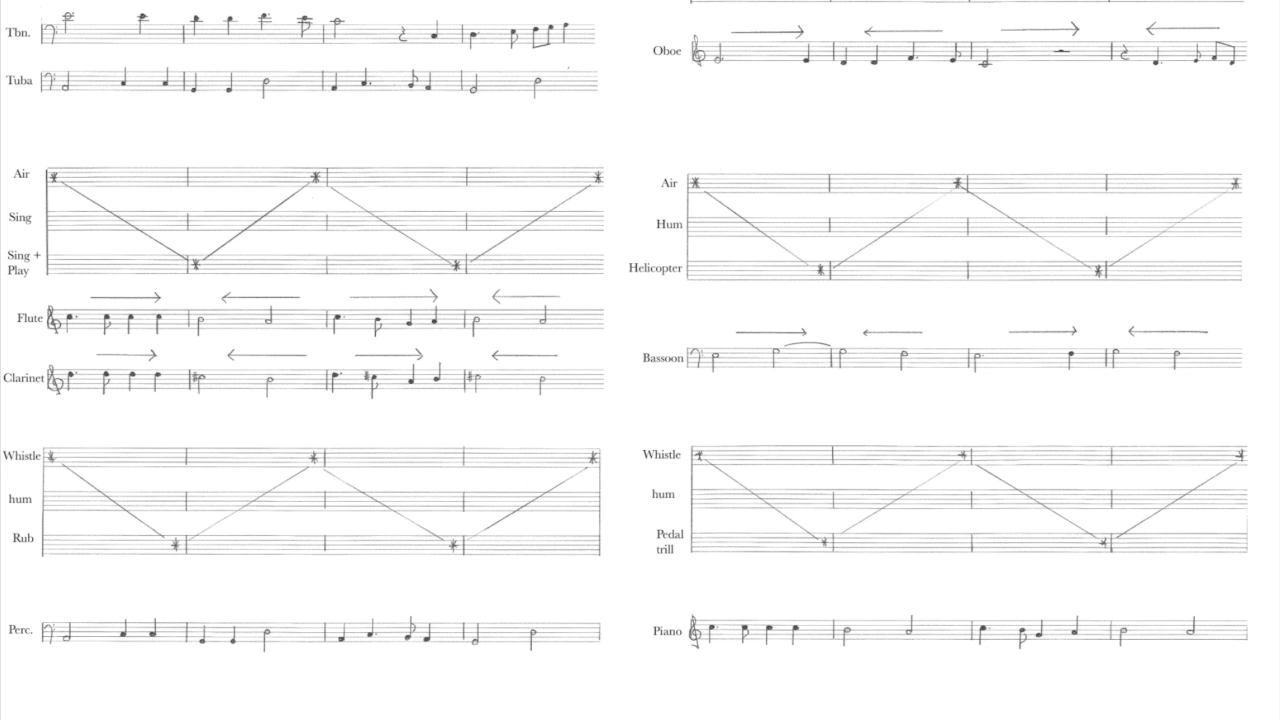 Tbn.
Tuba
Air
Sing
Sing +
Play
Flute
Clarinet
Whistle
hum
Rub
Perc.
Oboe
Air
Hum
Helicopter
Bassoon
Whistle
hum
Pedal
trill
Piano